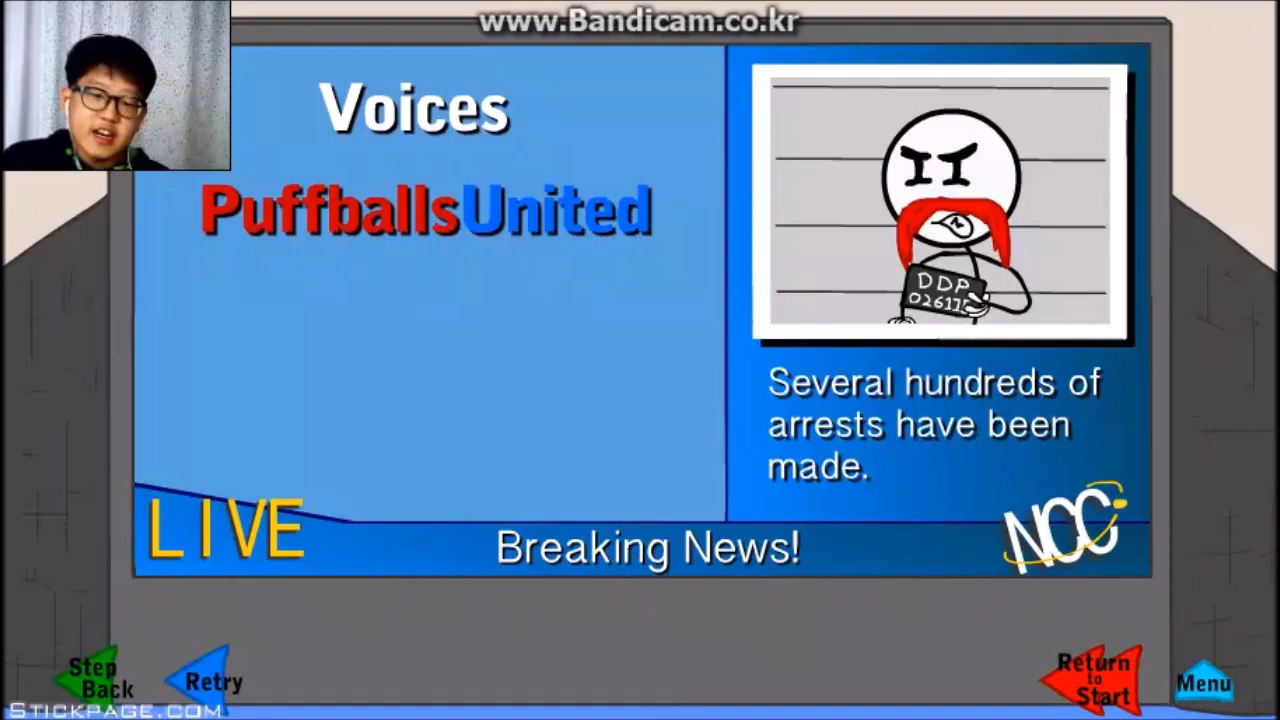 www.Bandicam.co.kr
Voices
PuffballsUnited
DDP
Several hundreds of
arrests have been
made.
LIVE
Breaking News!
NCC
Step
Back
Retry
Return
to
Start
Menu
STICKPAGE.COM